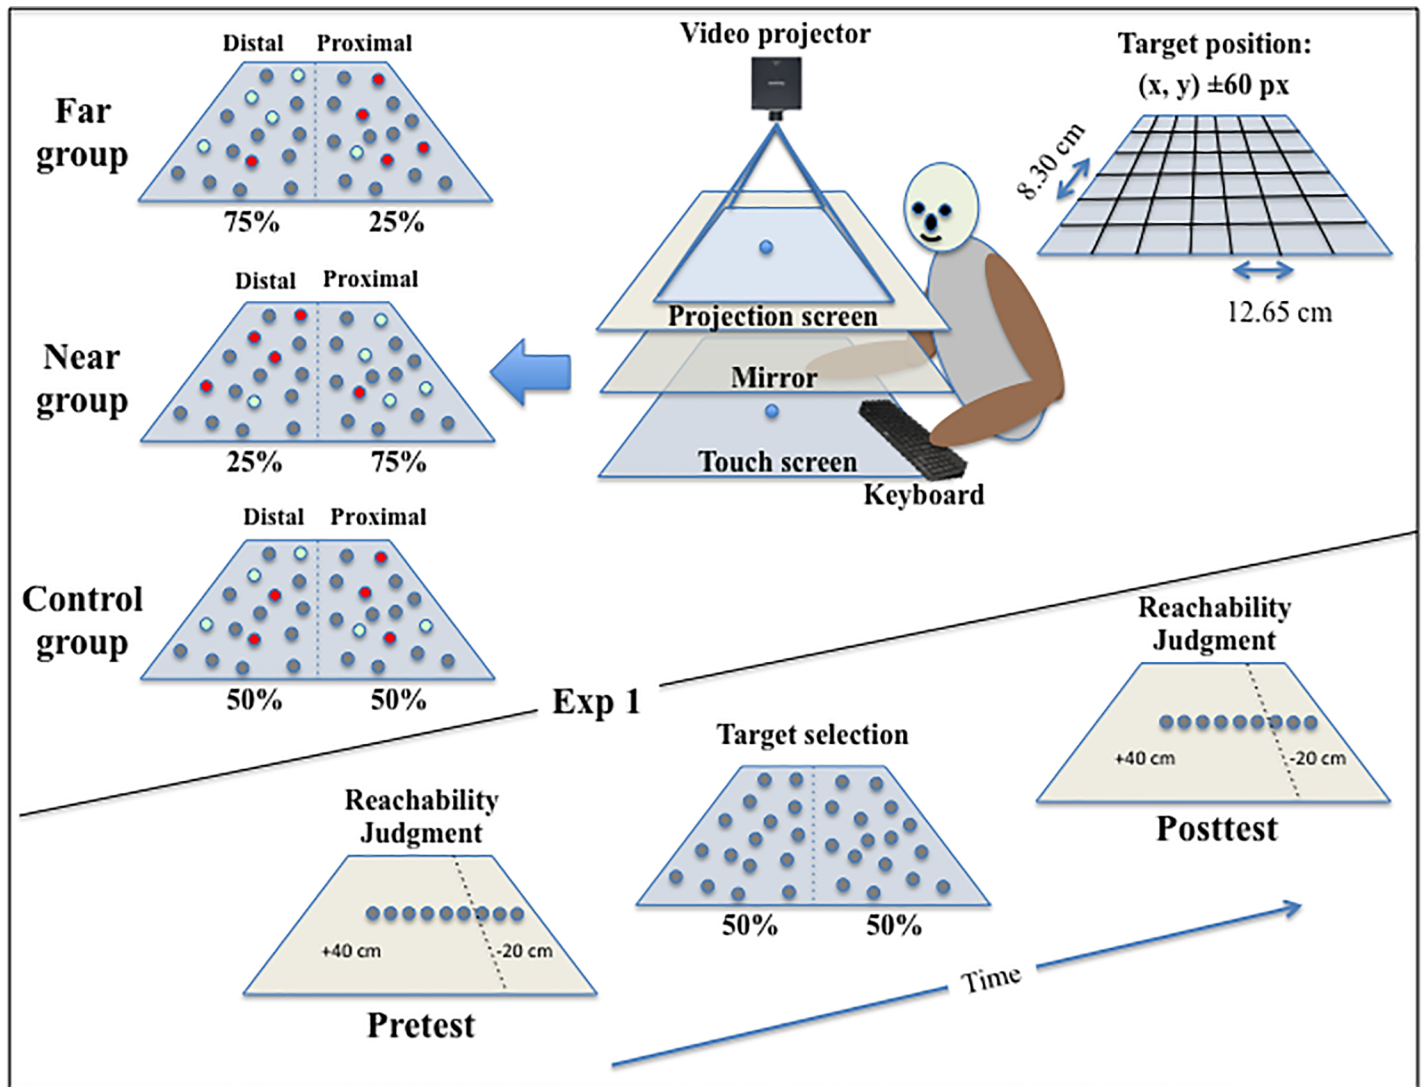 Distal Proximal
Far
group
75% 25%
Distal Proximal
Near
group
25% 75%
Distal Proximal
Control
group
50% 50%
Video projector
Projection screen
Mirror
Touch screen
Keyboard
Target position:
(x, y) ±60 px
8.30 cm
12.65 cm
Exp 1
Reachability
Judgment
+40 cm
-20 cm
Pretest
Target selection
50% 50%
Reachability
Judgment
+40 cm
-20 cm
Posttest
Time